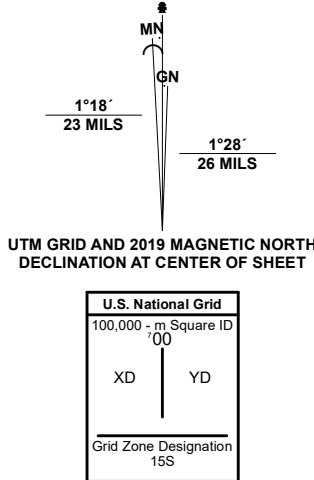 MN
GN
1°18´
23 MILS
1°28´
26 MILS
UTM GRID AND 2019 MAGNETIC NORTH
DECLINATION AT CENTER OF SHEET
U.S. National Grid
100,000 - m Square ID
⁷00
XD YD
Grid Zone Designation
15S